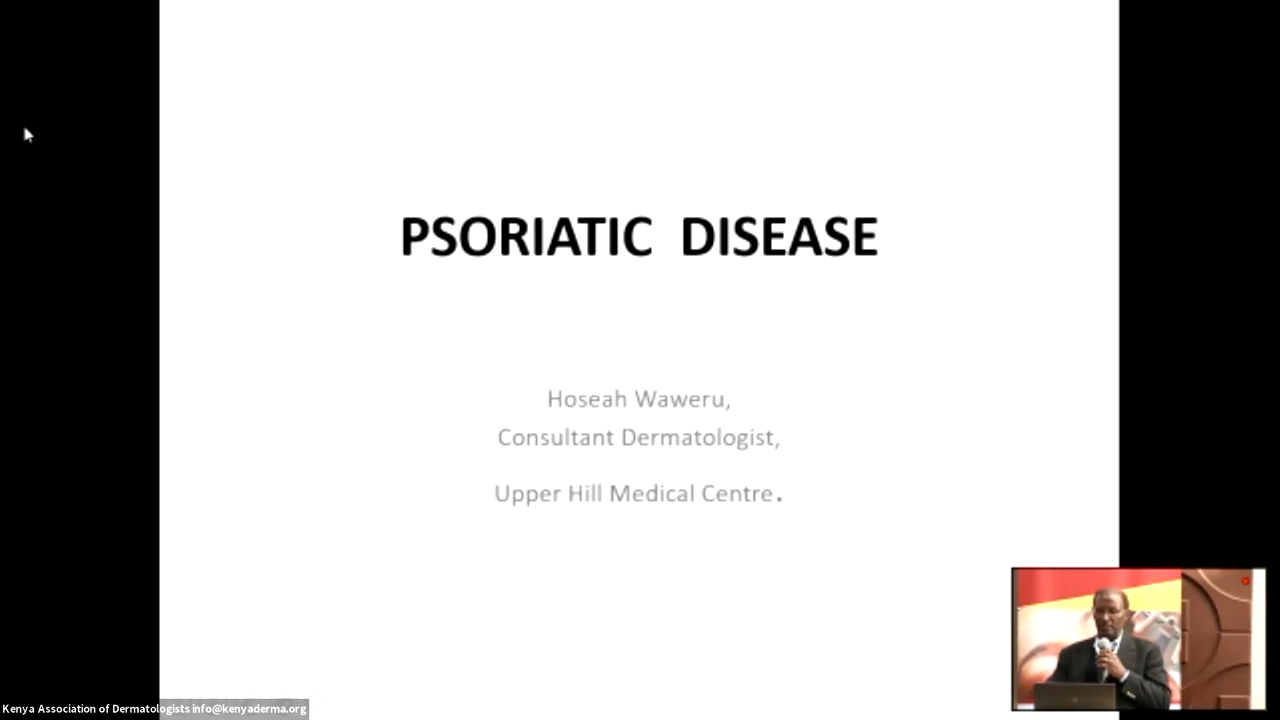 PSORIATIC DISEASE
Hoseah Waweru,
Consultant Dermatologist,
Upper Hill Medical Centre.
Kenya Association of Dermatologists info@kenyaderma.org